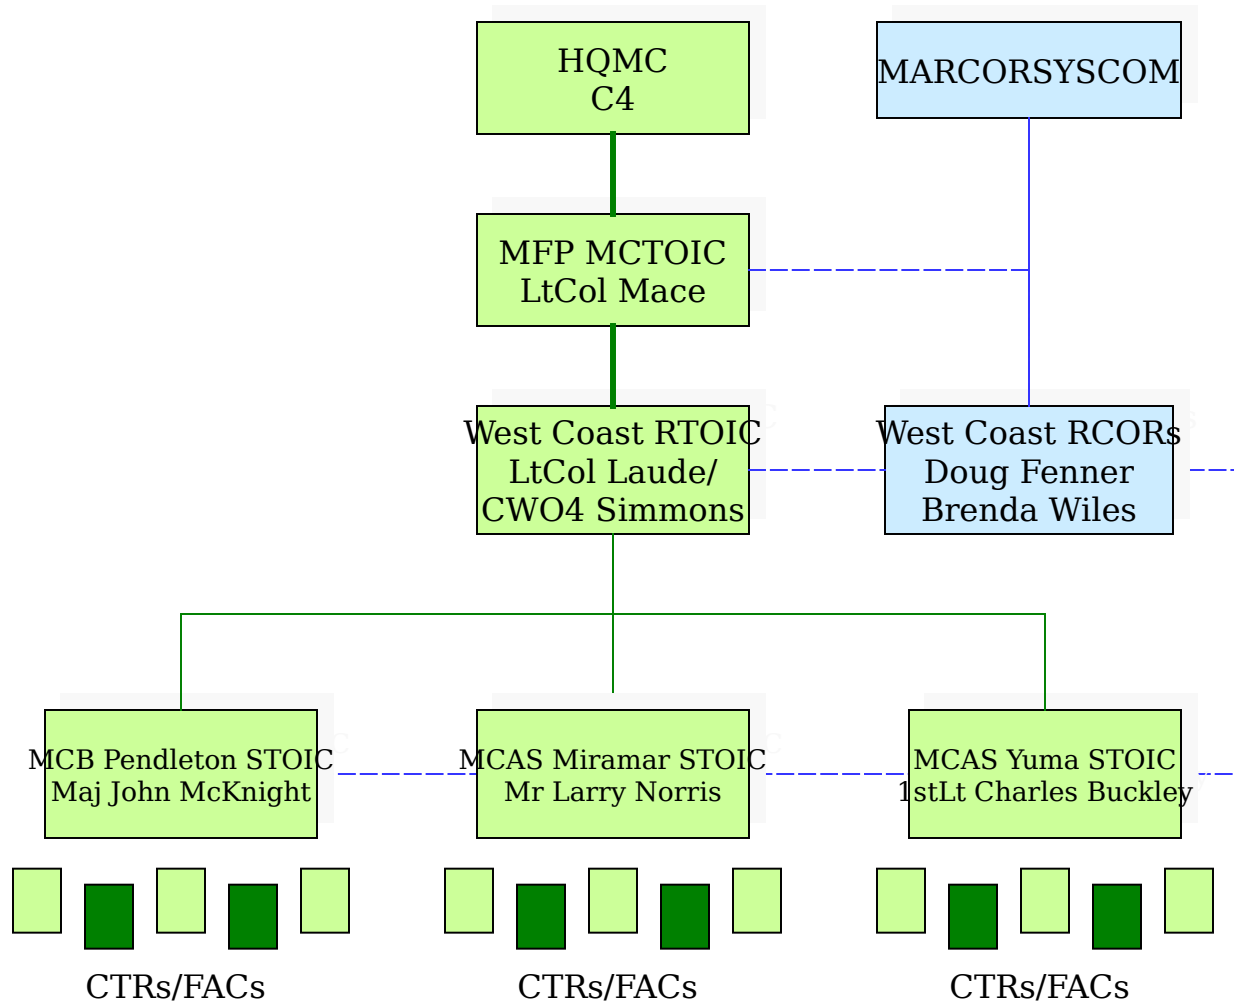 HQMC
C4
MARCORSYSCOM
MFP MCTOIC
LtCol Mace
West Coast RTOIC
LtCol Laude/
CWO4 Simmons
West Coast RCORs
Doug Fenner
Brenda Wiles
MCB Pendleton STOIC
Maj John McKnight
MCAS Miramar STOIC
Mr Larry Norris
MCAS Yuma STOIC
1stLt Charles Buckley
CTRs/FACs
CTRs/FACs
CTRs/FACs